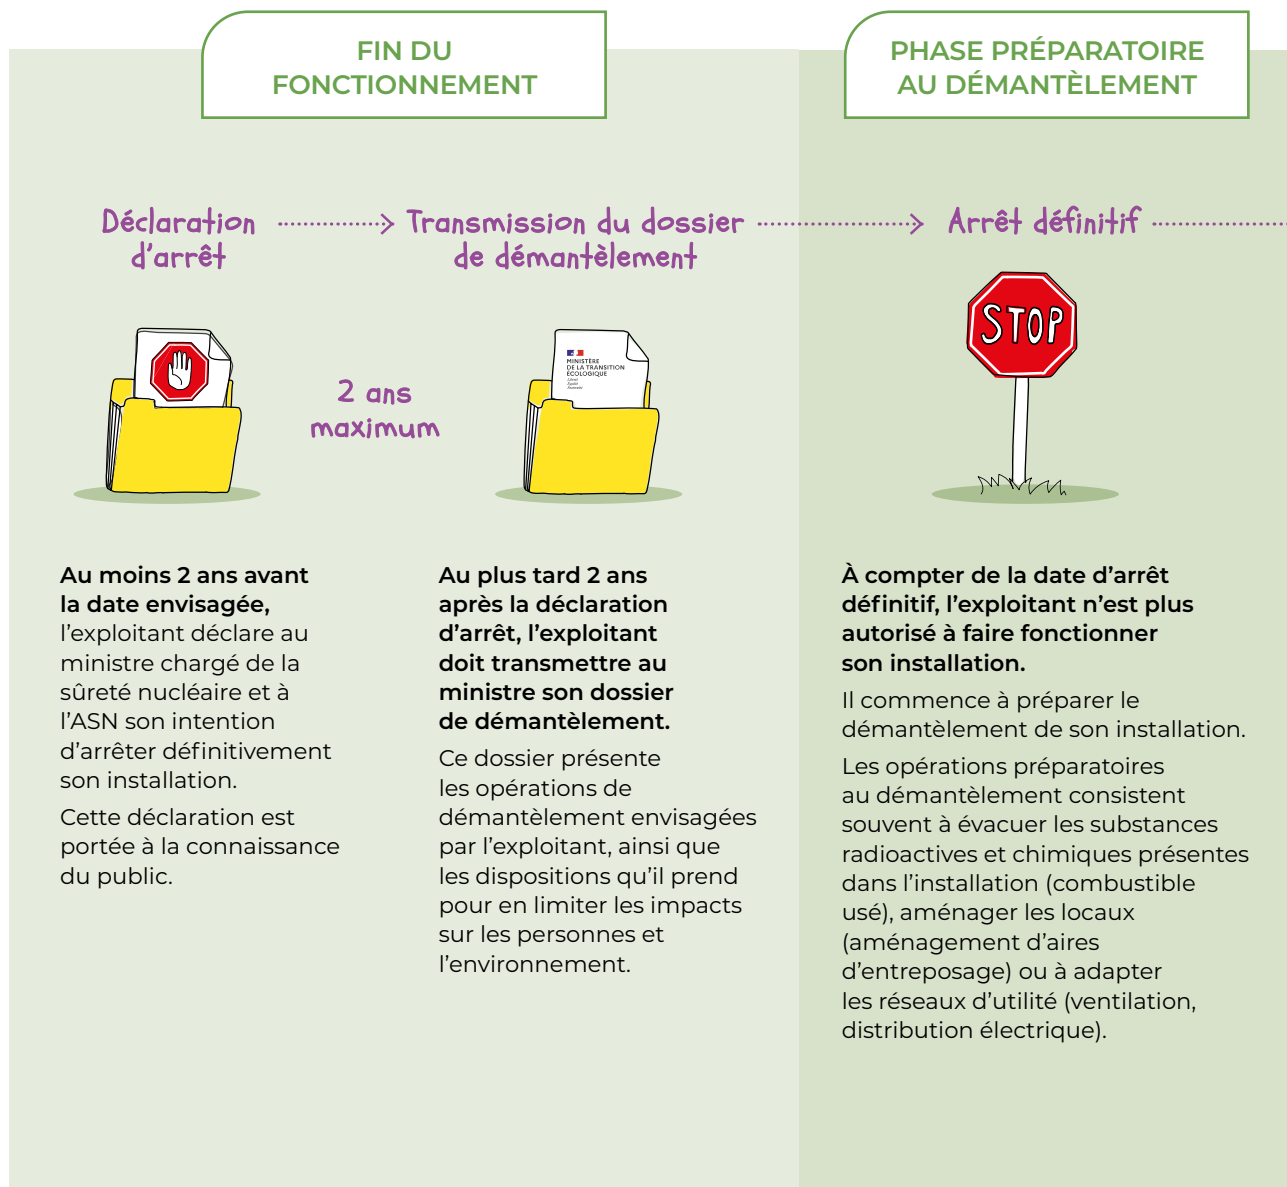 FIN DU
FONCTIONNEMENT
PHASE PRÉPARATOIRE
AU DÉMANTÈLEMENT
Déclaration
d'arrêt
Transmission du dossier
de démantèlement
Arrêt définitif
2 ans
maximum
MINISTÈRE
DE LA TRANSITION
ÉCOLOGIQUE
Liberté
Égalité
Fraternité
STOP
Au moins 2 ans avant
la date envisagée,
l'exploitant déclare au
ministre chargé de la
sûreté nucléaire et à
l'ASN son intention
d'arrêter définitivement
son installation.
Cette déclaration est
portée à la connaissance
du public.
Au plus tard 2 ans
après la déclaration
d'arrêt, l'exploitant
doit transmettre au
ministre son dossier
de démantèlement.
Ce dossier présente
les opérations de
démantèlement envisagées
par l'exploitant, ainsi que
les dispositions qu'il prend
pour en limiter les impacts
sur les personnes et
l'environnement.
À compter de la date d'arrêt
définitif, l'exploitant n'est plus
autorisé à faire fonctionner
son installation.
Il commence à préparer le
démantèlement de son installation.
Les opérations préparatoires
au démantèlement consistent
souvent à évacuer les substances
radioactives et chimiques présentes
dans l'installation (combustible
usé), aménager les locaux
(aménagement d'aires
d'entreposage) ou à adapter
les réseaux d'utilité (ventilation,
distribution électrique).